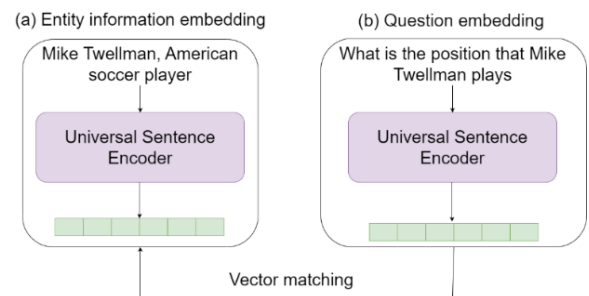 (a) Entity information embedding
Mike Twellman, American
soccer player
Universal Sentence
Encoder
(b) Question embedding
What is the position that Mike
Twellman plays
Universal Sentence
Encoder
Vector matching